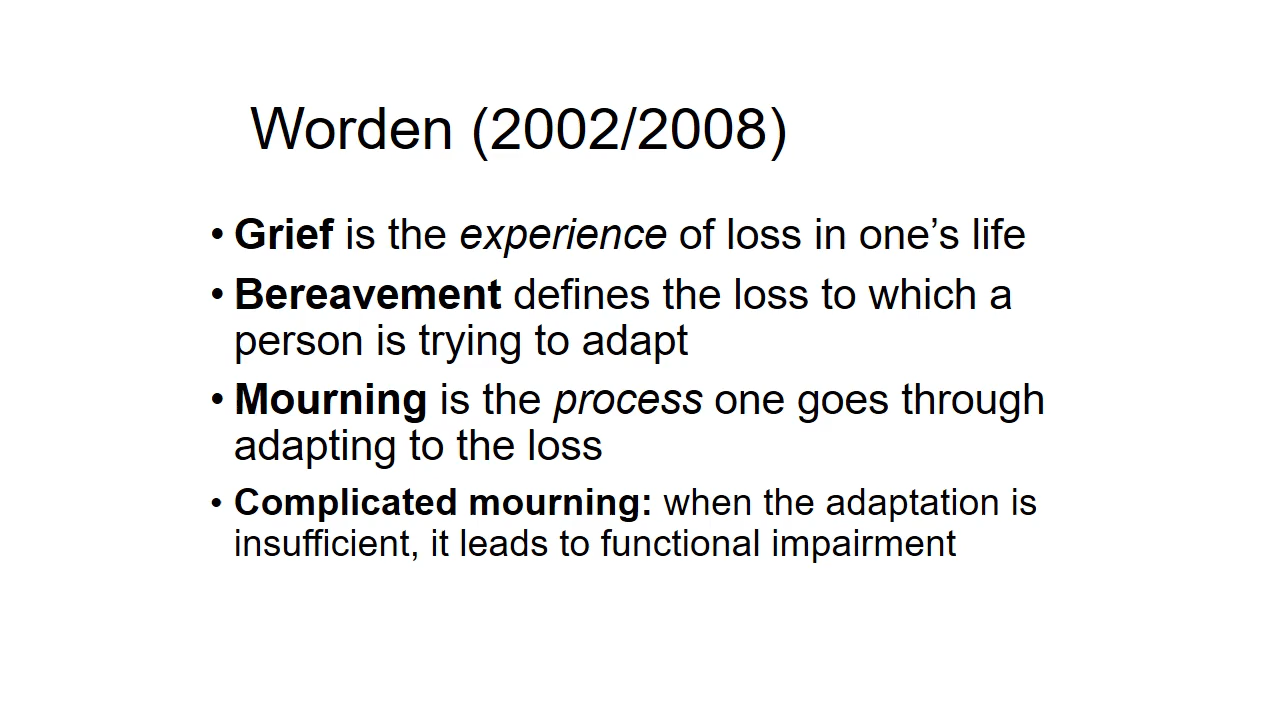 Worden (2002/2008)
• Grief is the experience of loss in one’s life
• Bereavement defines the loss to which a
person is trying to adapt
• Mourning is the process one goes through
adapting to the loss
• Complicated mourning: when the adaptation is
insufficient, it leads to functional impairment